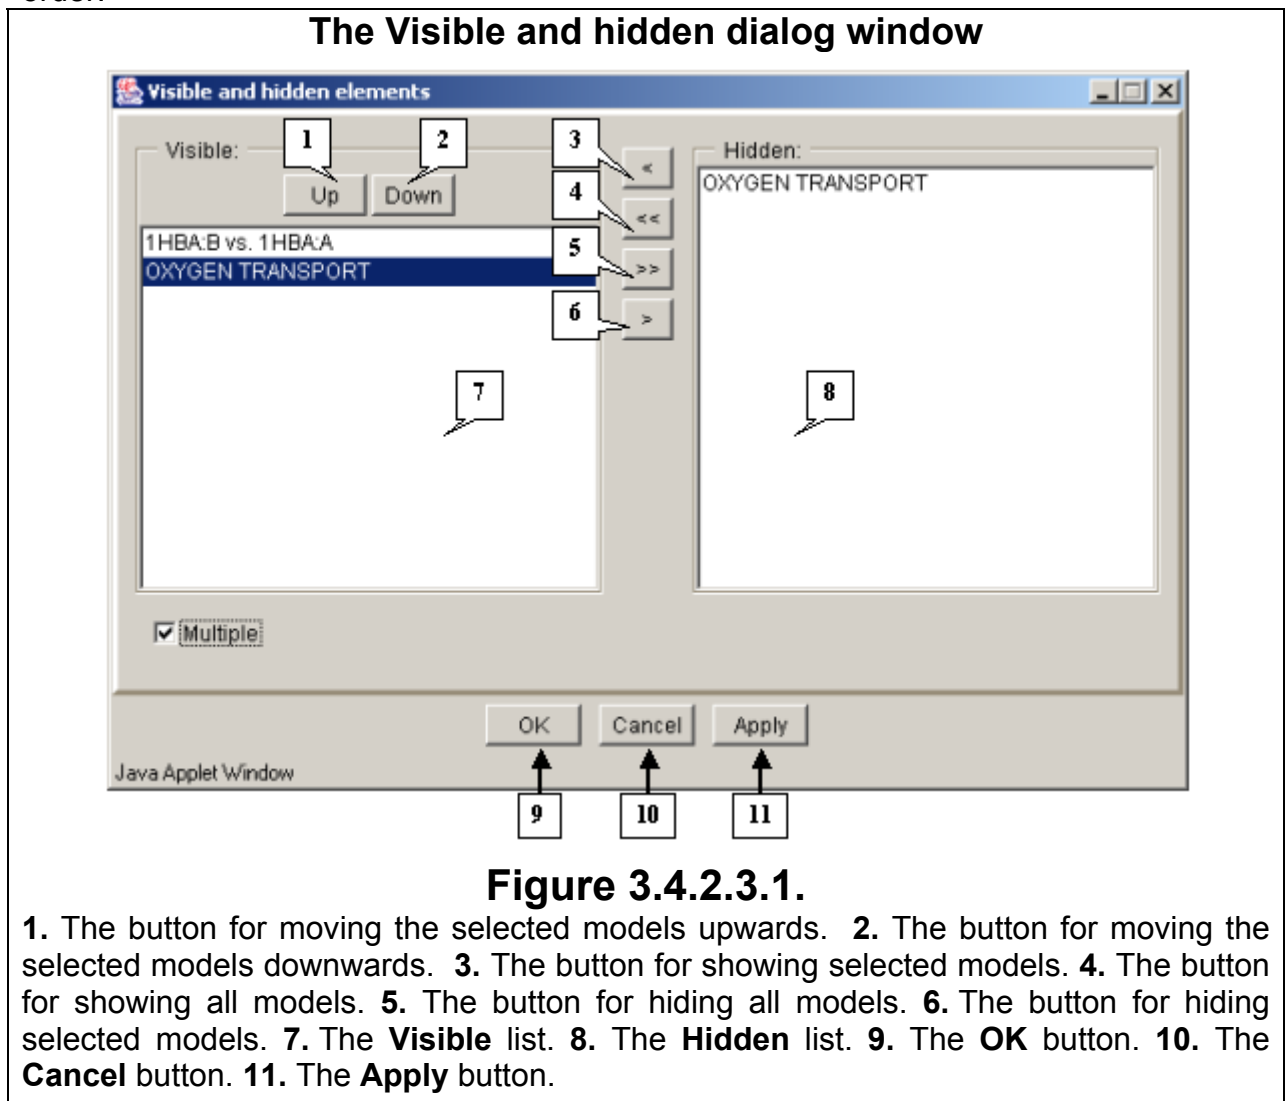 The Visible and hidden dialog window
Visible and hidden elements
Visible:
1
2
3
Hidden:
Up
Down
<
OXYGEN TRANSPORT
4
<<
1HBA:B vs. 1HBA:A
5
OXYGEN TRANSPORT
>>
6
>
7
8
Multiple
OK
Cancel
Apply
Java Applet Window
9
10
11
Figure 3.4.2.3.1.
1. The button for moving the selected models upwards. 2. The button for moving the
selected models downwards. 3. The button for showing selected models. 4. The button
for showing all models. 5. The button for hiding all models. 6. The button for hiding
selected models. 7. The Visible list. 8. The Hidden list. 9. The OK button. 10. The
Cancel button. 11. The Apply button.